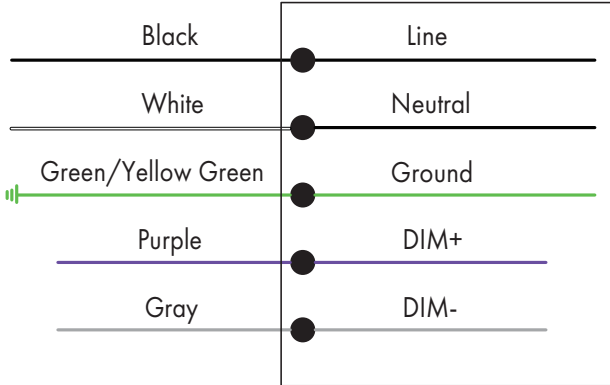 Black Line
White Neutral
Green/Yellow Green Ground
Purple DIM+
Gray DIM-